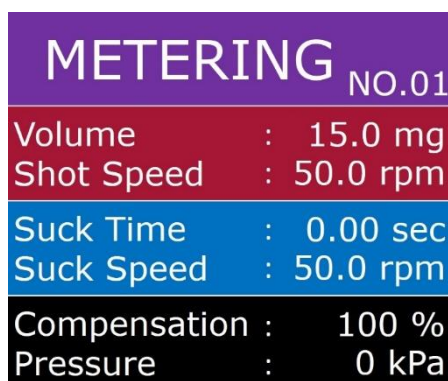 METERING NO.01
Volume : 15.0 mg
Shot Speed : 50.0 rpm
Suck Time : 0.00 sec
Suck Speed : 50.0 rpm
Compensation : 100 %
Pressure : 0 kPa